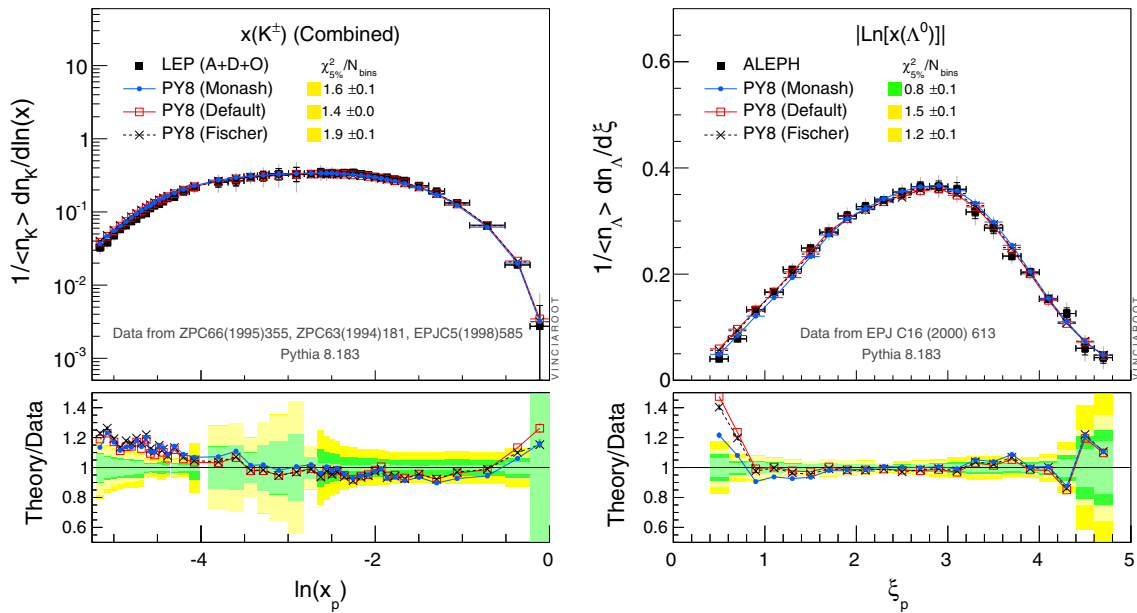 x(K±) (Combined)
LEP (A+D+O) χ²5%/Nbins
PY8 (Monash) 1.6 ±0.1
PY8 (Default) 1.4 ±0.0
PY8 (Fischer) 1.9 ±0.1
1/<nK> dnK/dln(x)
10
1
10⁻¹
10⁻²
10⁻³
Data from ZPC66(1995)355, ZPC63(1994)181, EPJC5(1998)585
Pythia 8.183
VINCIAROOT
Theory/Data
1.4
1.2
1
0.8
0.6
-4 -2 0
ln(xp)
|Ln[x(Λ⁰)]|
ALEPH χ²5%/Nbins
PY8 (Monash) 0.8 ±0.1
PY8 (Default) 1.5 ±0.1
PY8 (Fischer) 1.2 ±0.1
1/<nΛ> dnΛ/dξ
0.6
0.4
0.2
0
Data from EPJ C16 (2000) 613
Pythia 8.183
VINCIAROOT
Theory/Data
1.4
1.2
1
0.8
0.6
0 1 2 3 4 5
ξp